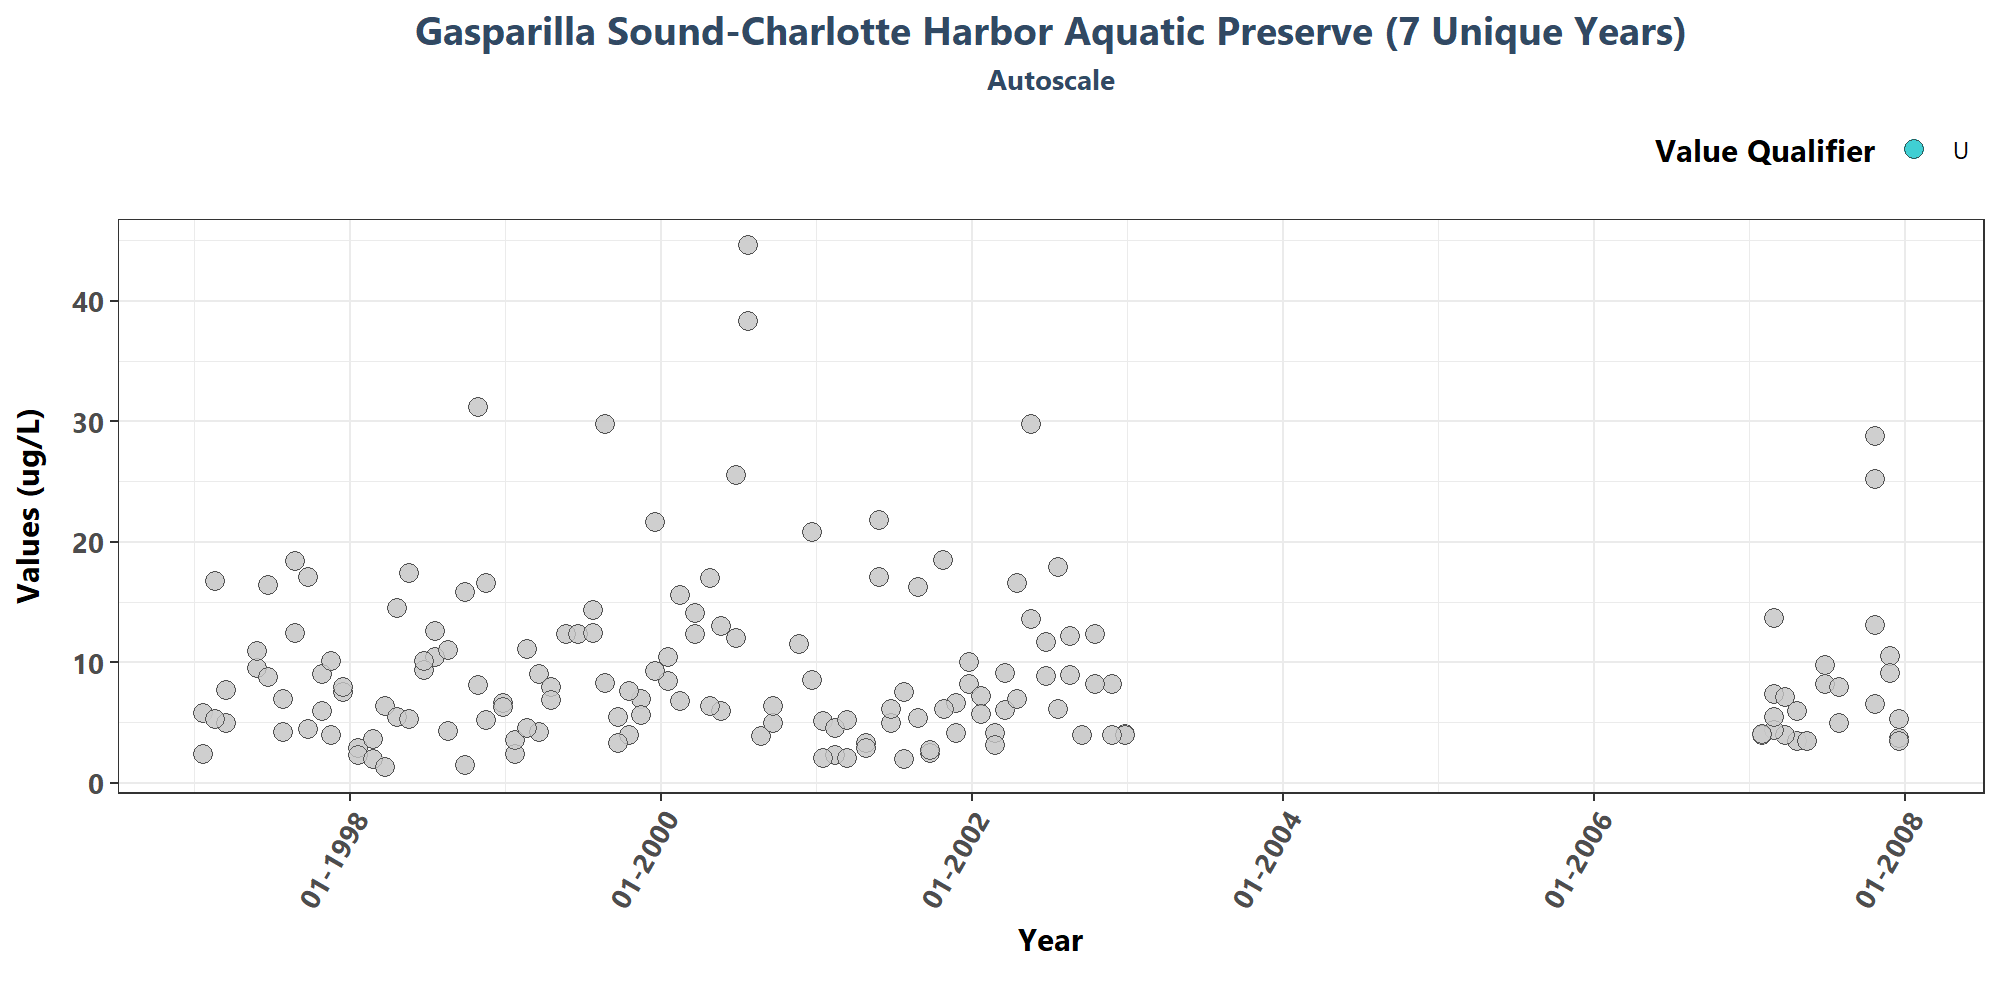 Gasparilla Sound-Charlotte Harbor Aquatic Preserve (7 Unique Years)
Autoscale
Value Qualifier U
Values (ug/L)
40
30
20
10
0
01-1998 01-2000 01-2002 01-2004 01-2006 01-2008
Year